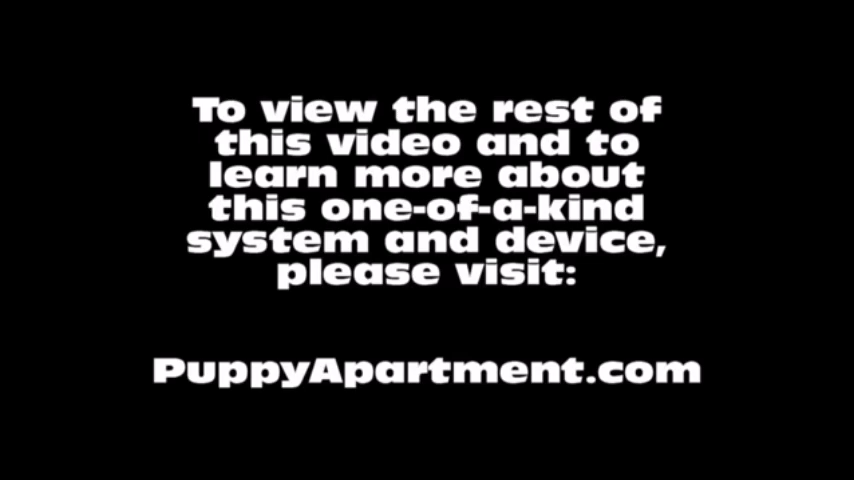 To view the rest of
this video and to
learn more about
this one-of-a-kind
system and device,
please visit:
PuppyApartment.com